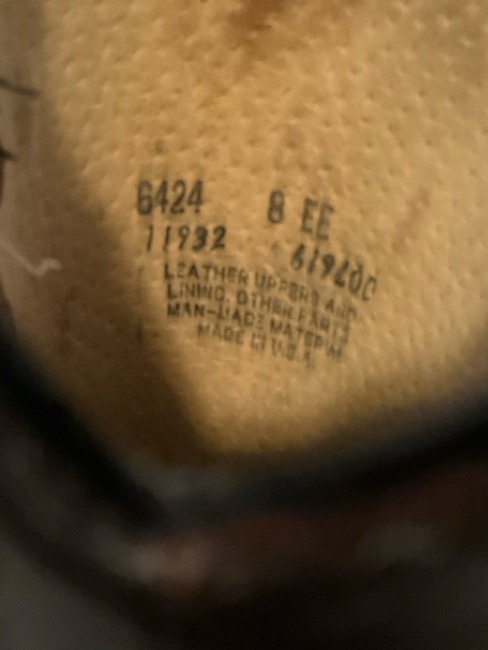 6424 8 EE
11932
LEATHER UPPERS AND
LINING, OTHER PARTS
MAN-MADE MATERIAL
MADE IN U.S.A.